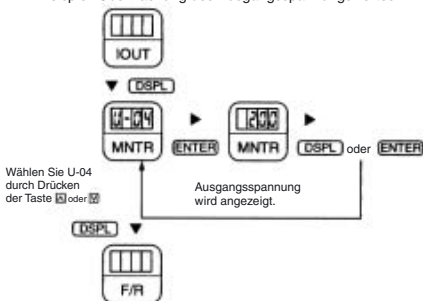 IOUT
▼ DSPL
U-04 ► 200 ►
MNTR ENTER MNTR DSPL oder ENTER
Wählen Sie U-04
durch Drücken
der Taste oder
Ausgangsspannung
wird angezeigt.
DSPL ▼
F/R